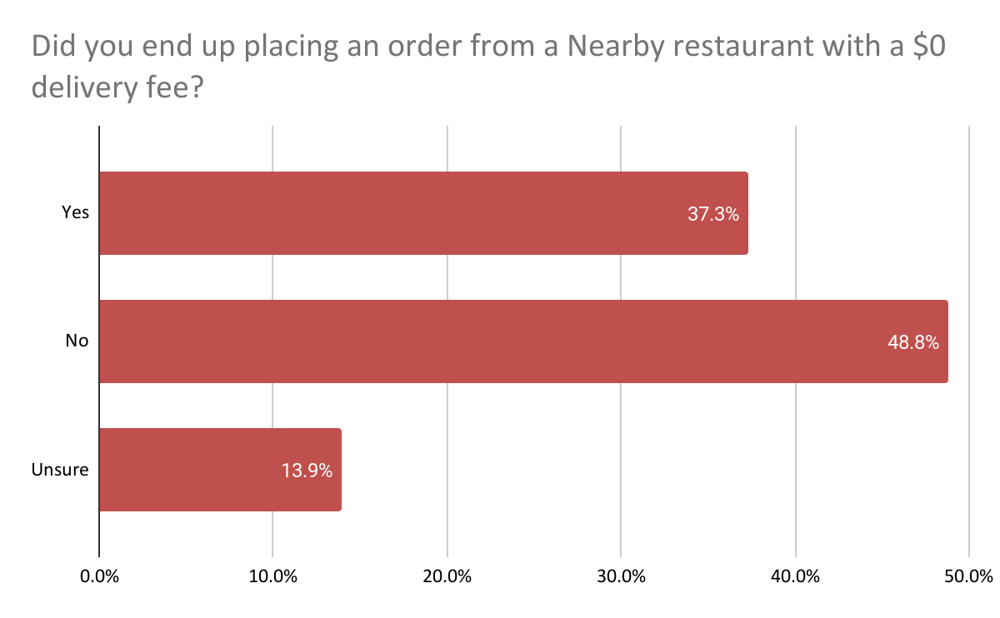 Did you end up placing an order from a Nearby restaurant with a $0
delivery fee?
Yes
37.3%
No
48.8%
Unsure
13.9%
0.0%
10.0%
20.0%
30.0%
40.0%
50.0%